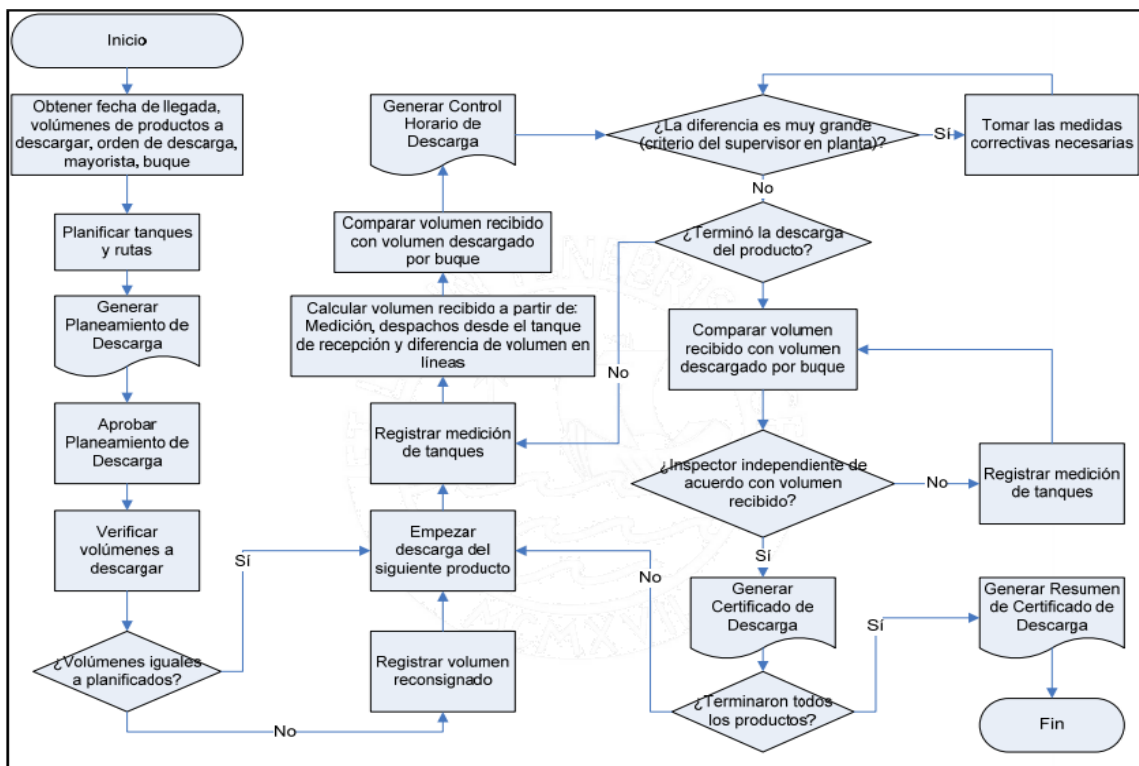 Inicio
Obtener fecha de llegada,
volúmenes de productos a
descargar, orden de descarga,
mayorista, buque
Planificar tanques
y rutas
Generar
Planeamiento de
Descarga
Aprobar
Planeamiento de
Descarga
Verificar
volúmenes a
descargar
¿Volúmenes iguales
a planificados?
Sí
No
Registrar volumen
reconsignado
Empezar
descarga del
siguiente producto
Registrar medición
de tanques
Calcular volumen recibido a partir de:
Medición, despachos desde el tanque
de recepción y diferencia de volumen en
líneas
Comparar volumen recibido
con volumen descargado
por buque
Generar Control
Horario de
Descarga
¿La diferencia es muy grande
(criterio del supervisor en planta)?
Sí
Tomar las medidas
correctivas necesarias
No
¿Terminó la descarga
del producto?
No
Comparar volumen
recibido con volumen
descargado por buque
¿Inspector independiente de
acuerdo con volumen
recibido?
No
Registrar medición
de tanques
Sí
Generar
Certificado de
Descarga
¿Terminaron todos
los productos?
No
Sí
Generar Resumen
de Certificado de
Descarga
Fin